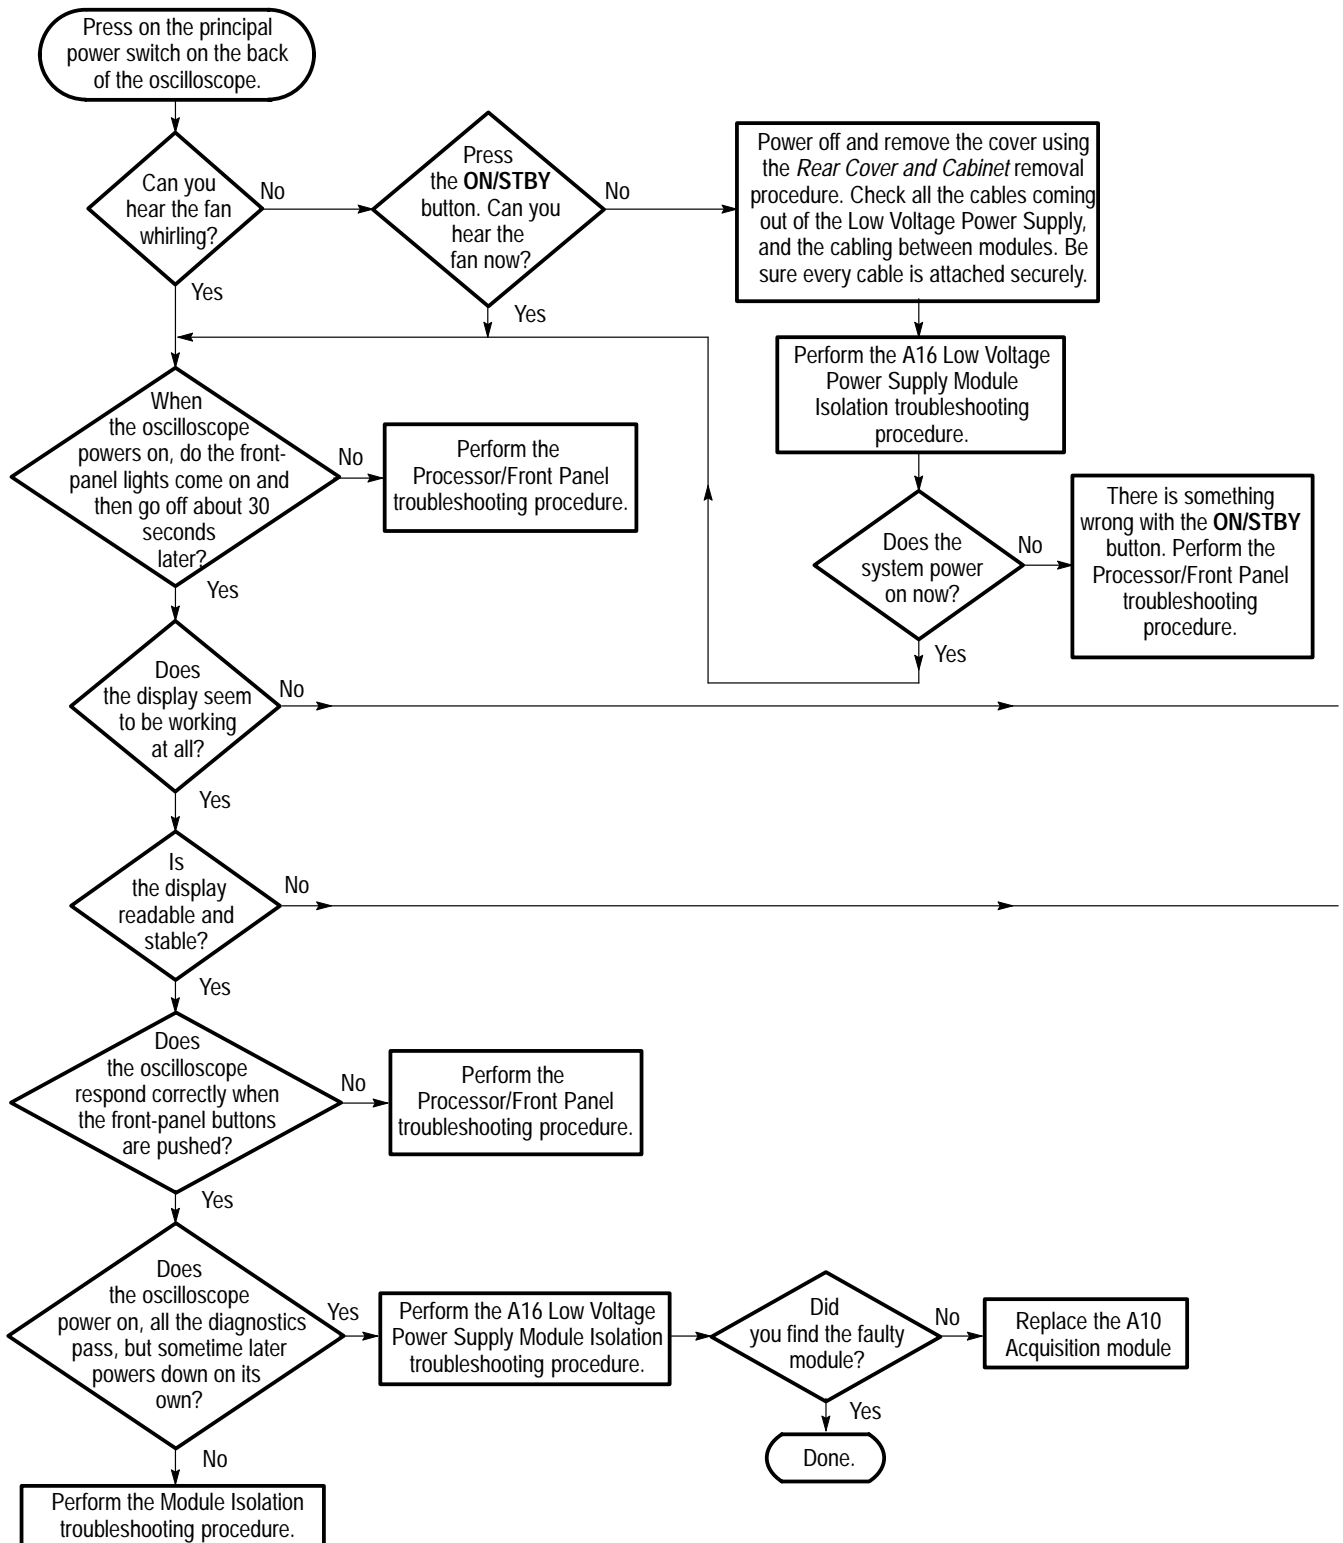 Press on the principal
power switch on the back
of the oscilloscope.
Can you
hear the fan
whirling?
No
Yes
Press
the ON/STBY
button. Can you
hear the
fan now?
No
Yes
Power off and remove the cover using
the Rear Cover and Cabinet removal
procedure. Check all the cables coming
out of the Low Voltage Power Supply,
and the cabling between modules. Be
sure every cable is attached securely.
Perform the A16 Low Voltage
Power Supply Module
Isolation troubleshooting
procedure.
Does the
system power
on now?
No
Yes
There is something
wrong with the ON/STBY
button. Perform the
Processor/Front Panel
troubleshooting
procedure.
When
the oscilloscope
powers on, do the front-
panel lights come on and
then go off about 30
seconds
later?
No
Yes
Perform the
Processor/Front Panel
troubleshooting procedure.
Does
the display seem
to be working
at all?
No
Yes
Is
the display
readable and
stable?
No
Yes
Does
the oscilloscope
respond correctly when
the front-panel buttons
are pushed?
No
Yes
Perform the
Processor/Front Panel
troubleshooting procedure.
Does
the oscilloscope
power on, all the diagnostics
pass, but sometime later
powers down on its
own?
Yes
No
Perform the A16 Low Voltage
Power Supply Module Isolation
troubleshooting procedure.
Did
you find the faulty
module?
No
Yes
Replace the A10
Acquisition module
Done.
Perform the Module Isolation
troubleshooting procedure.